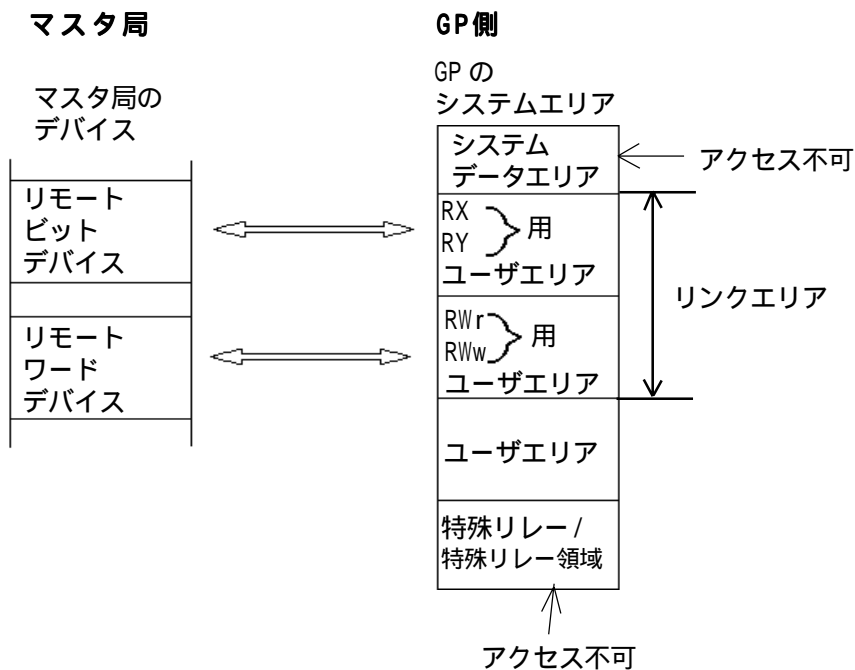 マスタ局
GP側
マスタ局の
デバイス
GP の
システムエリア
リモート
ビット
デバイス
リモート
ワード
デバイス
システム
データエリア
アクセス不可
RX
RY
用
ユーザエリア
RWr
RWw
用
ユーザエリア
リンクエリア
ユーザエリア
特殊リレー/
特殊リレー領域
アクセス不可